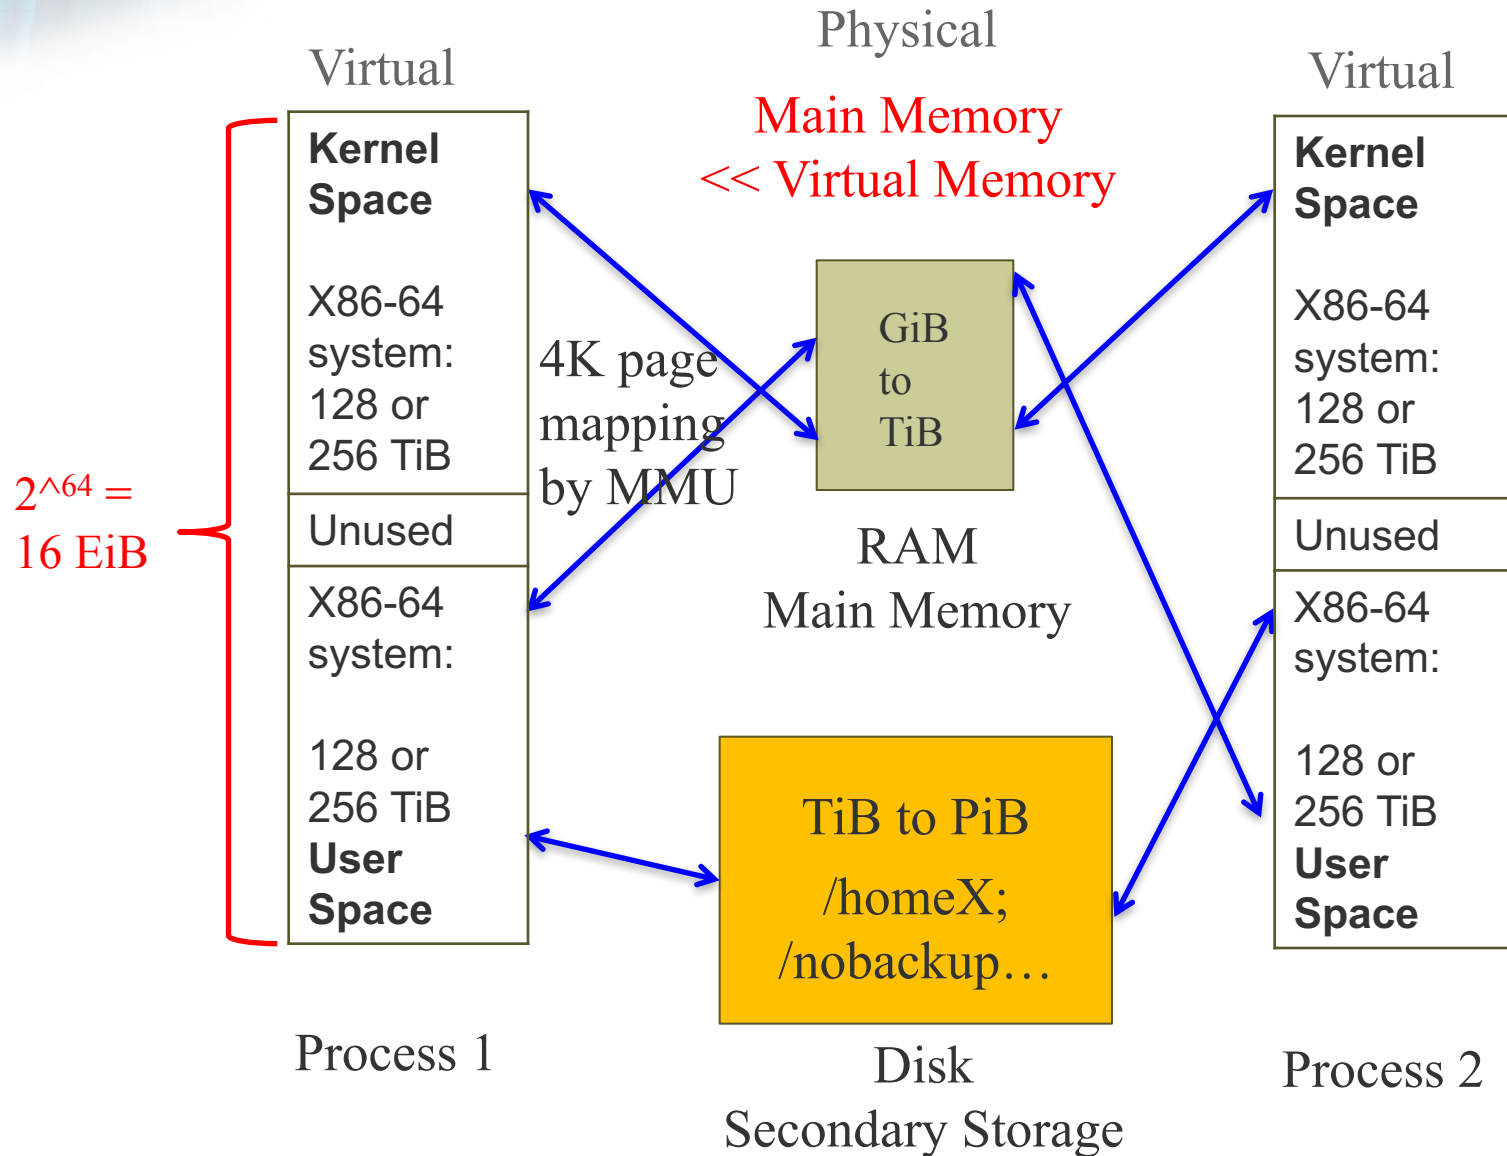 Physical
Virtual
Virtual
Main Memory
<< Virtual Memory
2^64 =
16 EiB
Kernel
Space
X86-64
system:
128 or
256 TiB
Unused
X86-64
system:
128 or
256 TiB
User
Space
Process 1
4K page
mapping
by MMU
GiB
to
TiB
RAM
Main Memory
TiB to PiB
/homeX;
/nobackup…
Disk
Secondary Storage
Kernel
Space
X86-64
system:
128 or
256 TiB
Unused
X86-64
system:
128 or
256 TiB
User
Space
Process 2